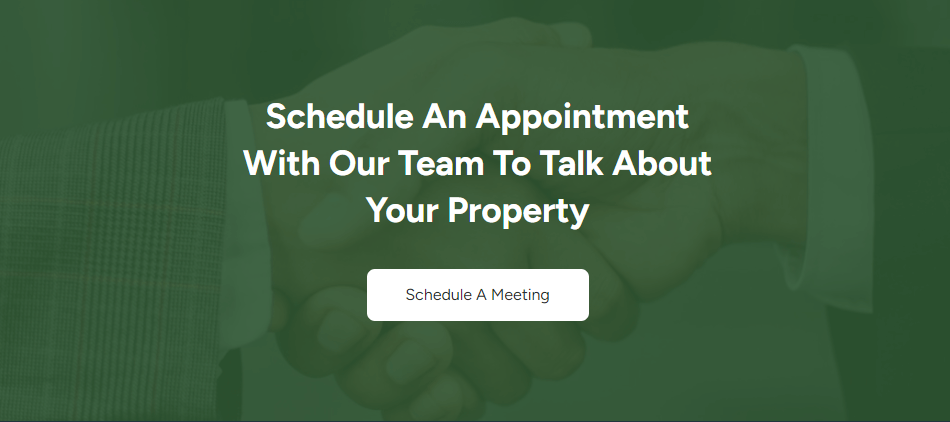 Schedule An Appointment
With Our Team To Talk About
Your Property
Schedule A Meeting